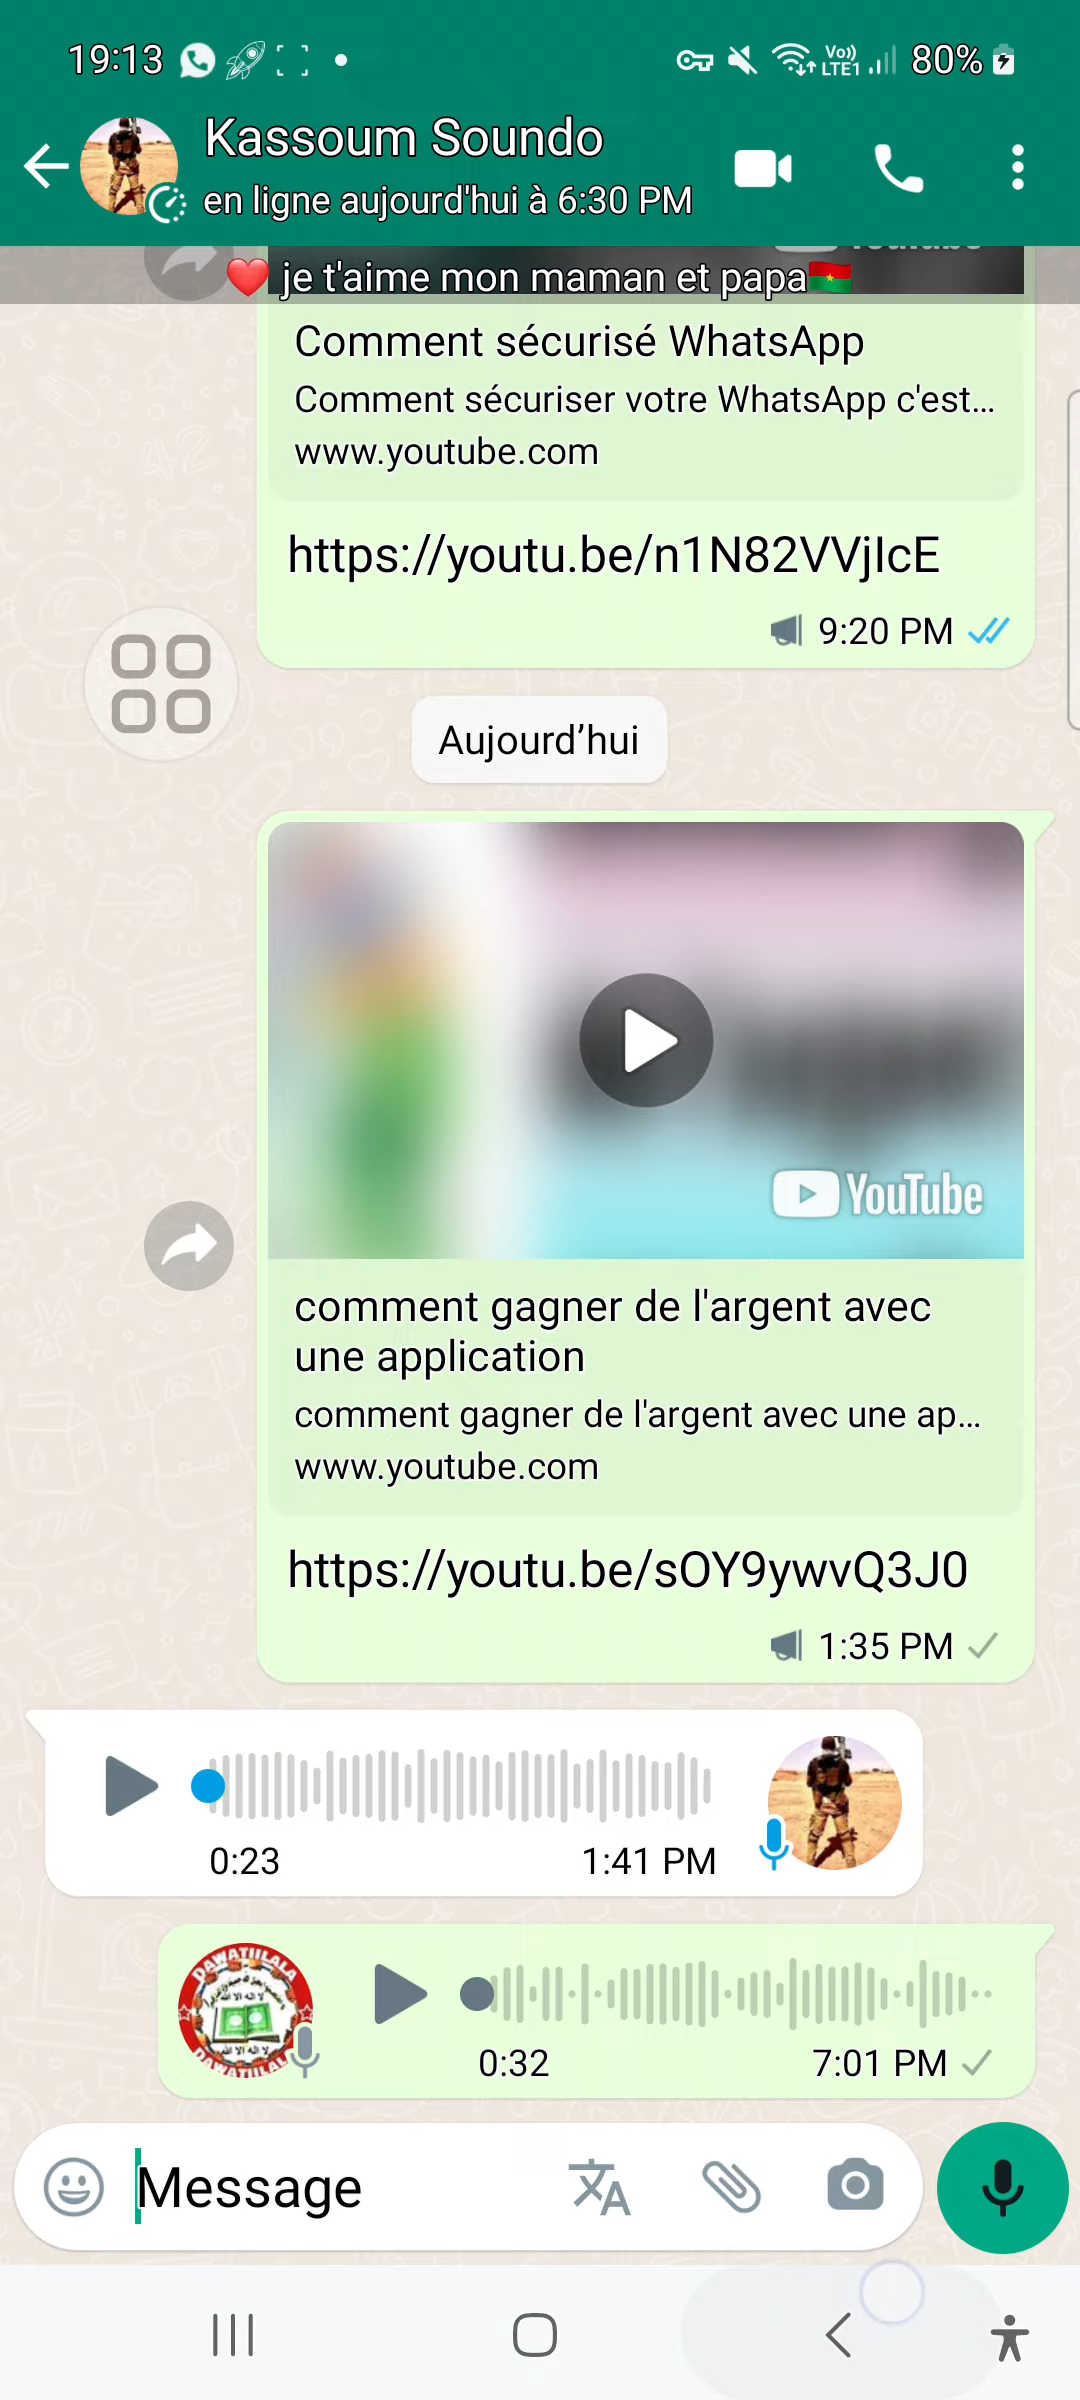 19:13
Vo))
LTE1
80%
Kassoum Soundo
en ligne aujourd'hui à 6:30 PM
❤️ je t'aime mon maman et papa🇧🇫
Comment sécurisé WhatsApp
Comment sécuriser votre WhatsApp c'est...
www.youtube.com
https://youtu.be/n1N82VVjIcE
9:20 PM
Aujourd’hui
YouTube
comment gagner de l'argent avec
une application
comment gagner de l'argent avec une ap...
www.youtube.com
https://youtu.be/sOY9ywvQ3J0
1:35 PM
0:23
1:41 PM
DAWATIILALA
0:32
7:01 PM
Message